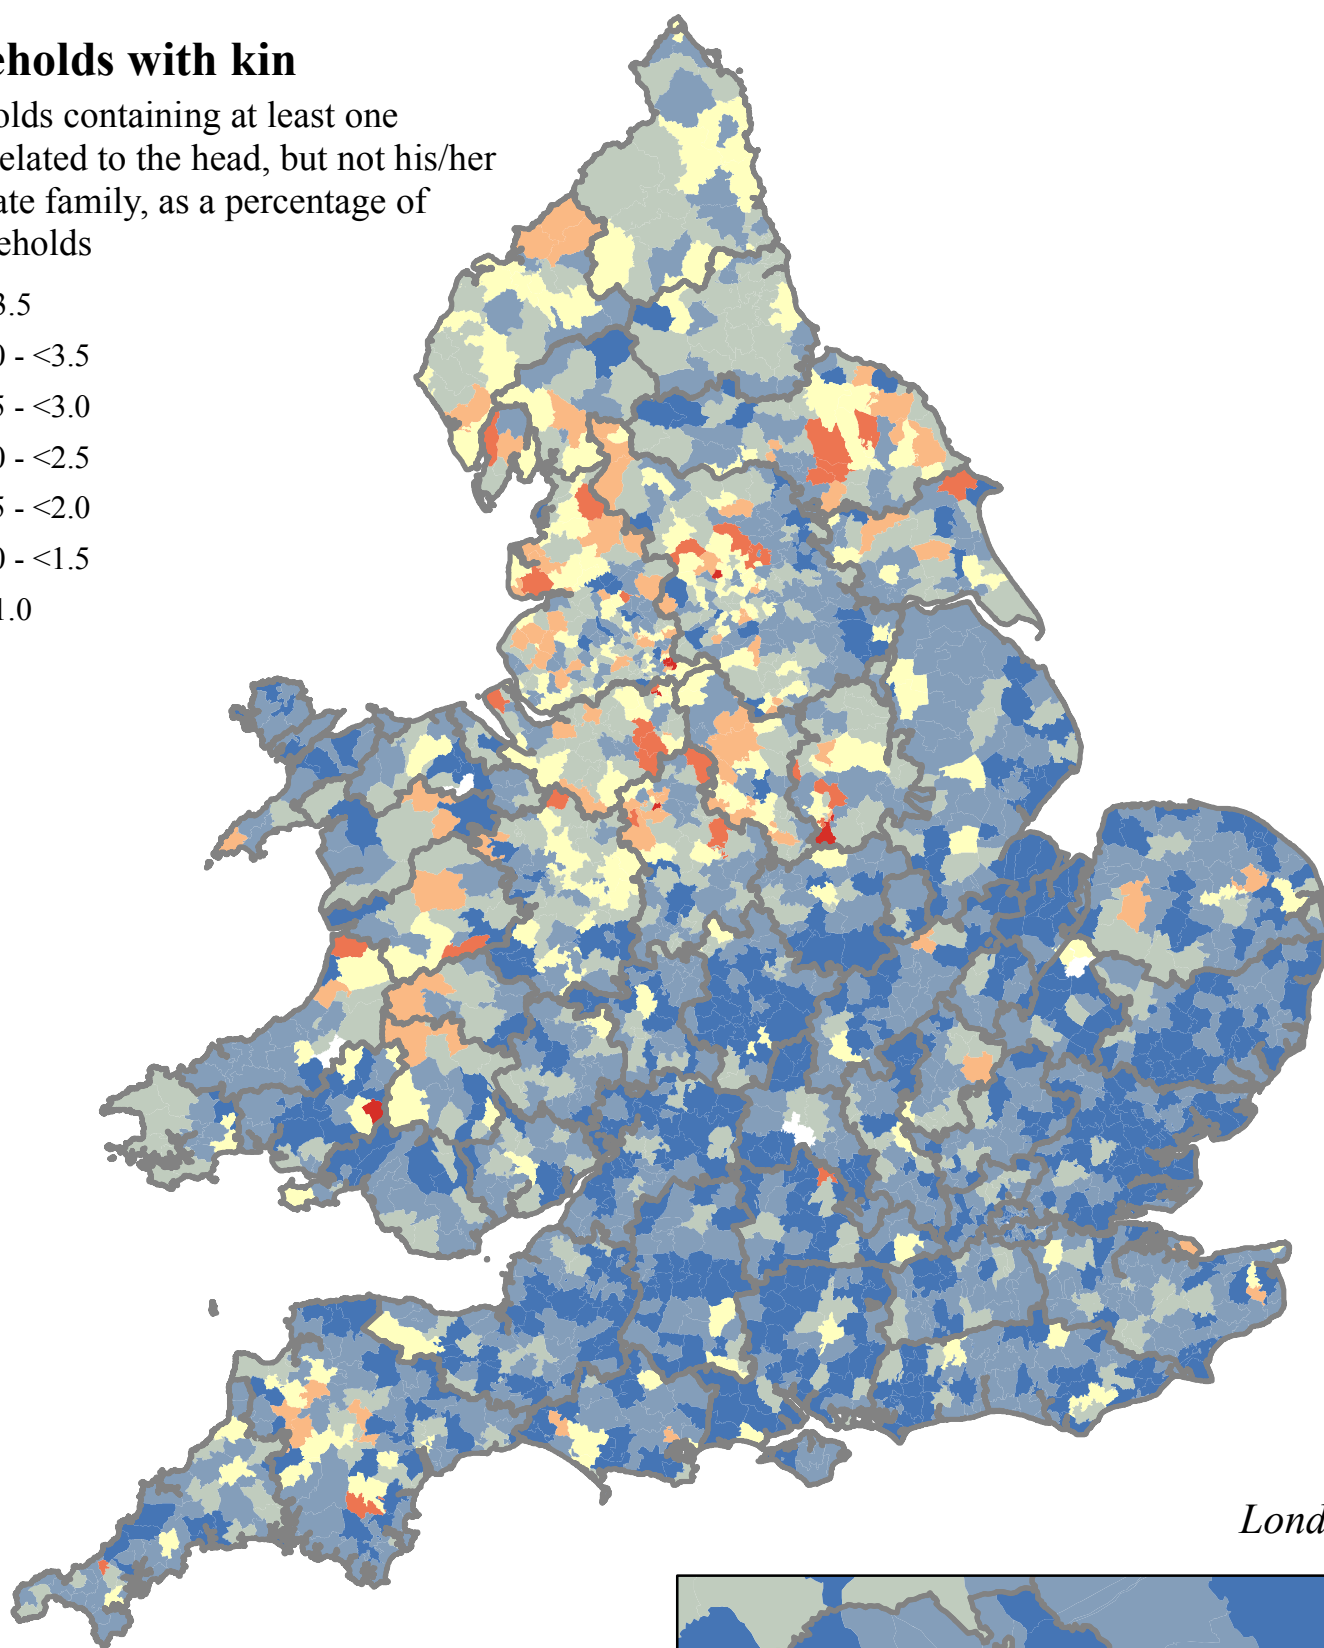 eholds with kin
olds containing at least one
elated to the head, but not his/her
ate family, as a percentage of
eholds
3.5
0 - <3.5
5 - <3.0
0 - <2.5
5 - <2.0
0 - <1.5
1.0
Lond